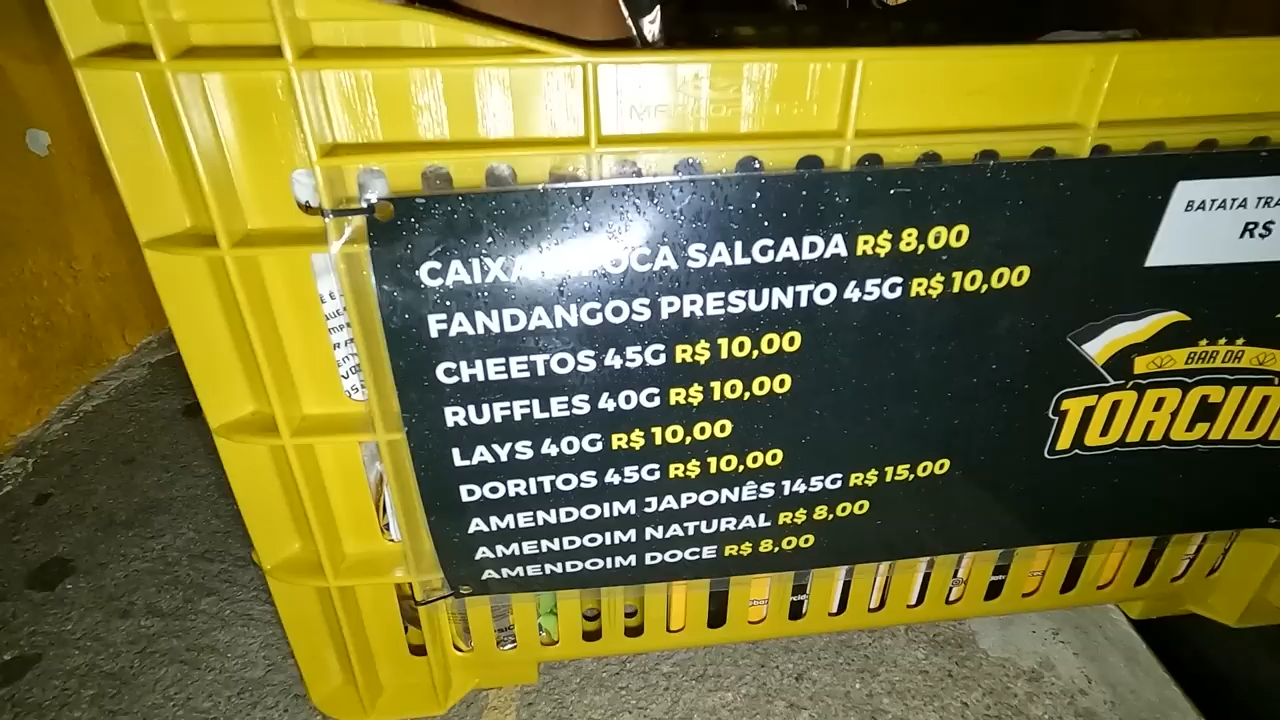 SALGADA R$ 8,00
FANDANGOS PRESUNTO 45G R$ 10,00
CHEETOS 45G R$ 10,00
RUFFLES 40G R$ 10,00
LAYS 40G R$ 10,00
DORITOS 45G R$ 10,00
AMENDOIM JAPONÊS 145G R$ 15,00
AMENDOIM NATURAL R$ 8,00
AMENDOIM DOCE R$ 8,00
BATATA TRA
R$
BAR DA
TORCID